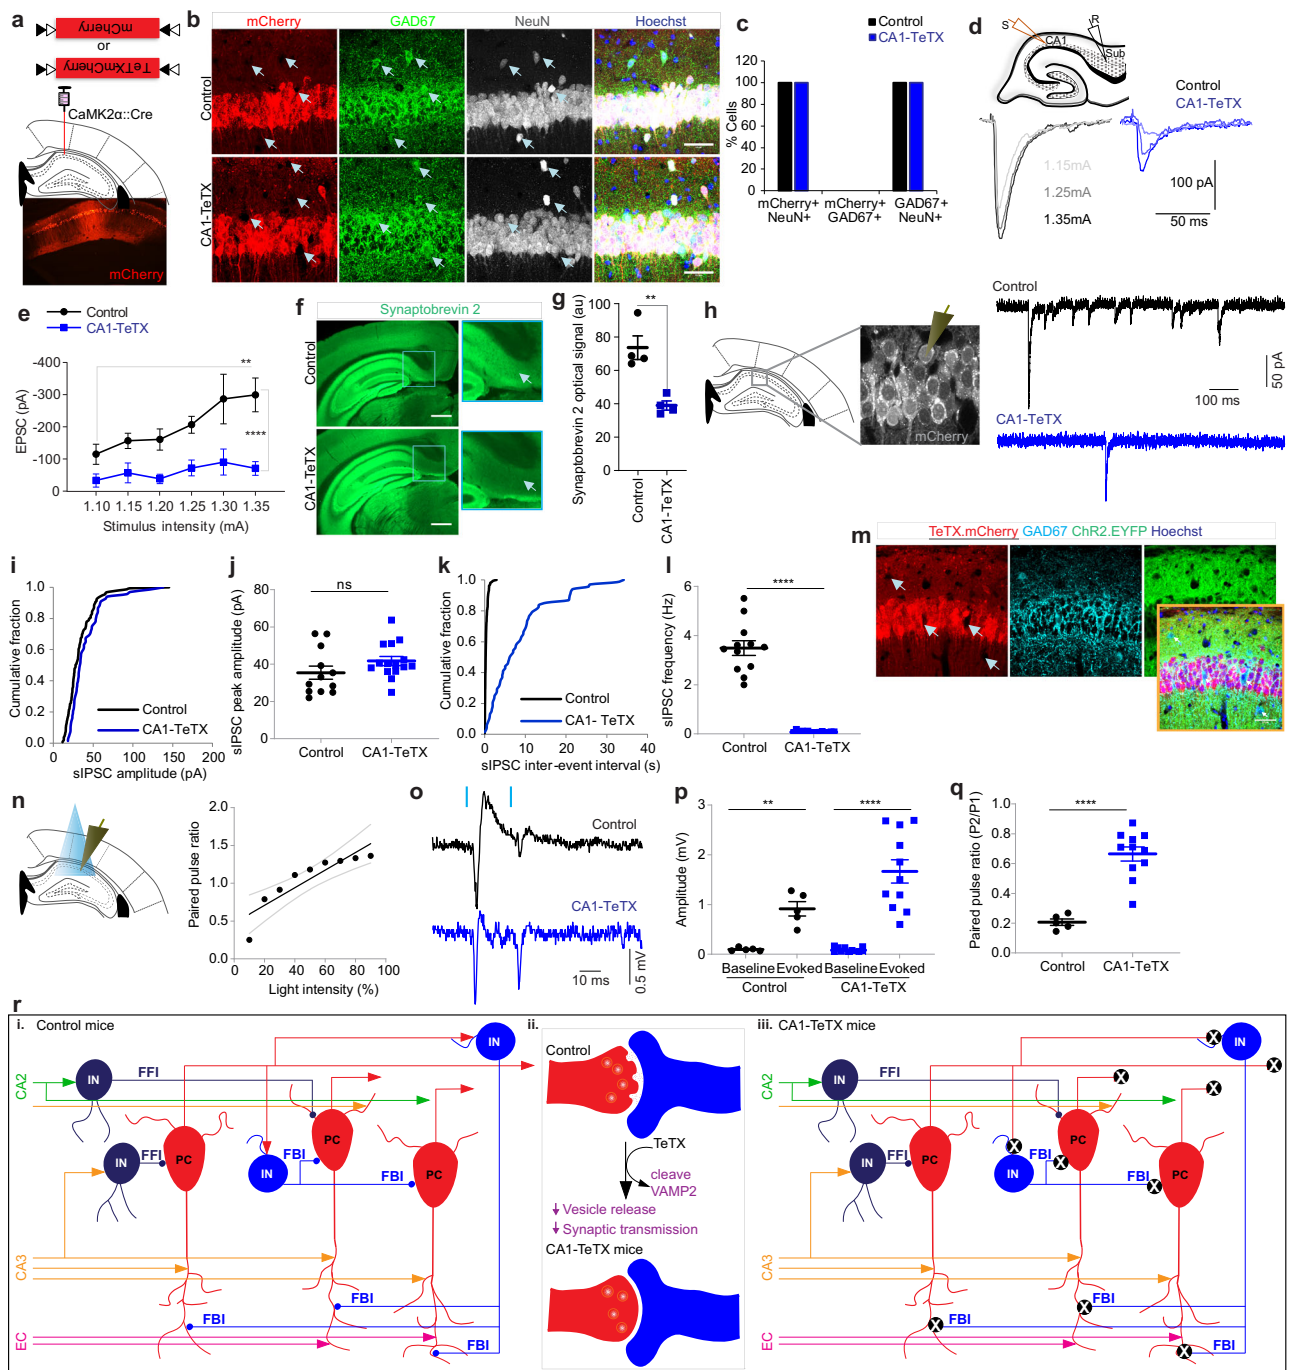 a
mCherry
or
TeTXmCherry
CaMK2α::Cre
mCherry
b
mCherry
GAD67
NeuN
Hoechst
Control
CA1-TeTX
c
Control
CA1-TeTX
% Cells
120
100
80
60
40
20
0
mCherry+ NeuN+
mCherry+ GAD67+
GAD67+ NeuN+
d
S
R
CA1
Sub
Control
CA1-TeTX
1.15mA
1.25mA
1.35mA
100 pA
50 ms
e
Control
CA1-TeTX
EPSC (pA)
-400
-300
-200
-100
0
**
****
1.10 1.15 1.20 1.25 1.30 1.35
Stimulus intensity (mA)
f
Synaptobrevin 2
Control
CA1-TeTX
g
Synaptobrevin 2 optical signal (au)
100
80
60
40
20
0
**
Control
CA1-TeTX
h
mCherry
Control
50 pA
100 ms
CA1-TeTX
i
Cumulative fraction
1.0
0.8
0.6
0.4
0.2
0.0
Control
CA1-TeTX
0 50 100 150 200
sIPSC amplitude (pA)
j
sIPSC peak amplitude (pA)
100
80
60
40
20
0
ns
Control CA1-TeTX
k
Cumulative fraction
1.0
0.8
0.6
0.4
0.2
0.0
Control
CA1- TeTX
0 10 20 30 40
sIPSC inter-event interval (s)
l
sIPSC frequency (Hz)
6
4
2
0
****
Control CA1-TeTX
m
TeTX.mCherry GAD67 ChR2.EYFP Hoechst
n
Paired pulse ratio
2.0
1.5
1.0
0.5
0.0
0 20 40 60 80 100
Light intensity (%)
o
Control
CA1-TeTX
10 ms
0.5 mV
p
Amplitude (mV)
3
2
1
0
**
****
Baseline Evoked Baseline Evoked
Control CA1-TeTX
q
Paired pulse ratio (P2/P1)
1.0
0.8
0.6
0.4
0.2
0
****
Control CA1-TeTX
r
i. Control mice
CA2
CA3
EC
IN
FFI
IN
FFI
PC
IN
FBI
PC
FBI
PC
IN
FBI
FBI
ii.
Control
TeTX
cleave
VAMP2
↓ Vesicle release
↓ Synaptic transmission
CA1-TeTX mice
iii. CA1-TeTX mice
CA2
CA3
EC
IN
FFI
IN
FFI
PC
X
IN
FBI
X
PC
FBI
X
PC
X
IN
X
X
X
X
FBI
X
FBI
X
FBI